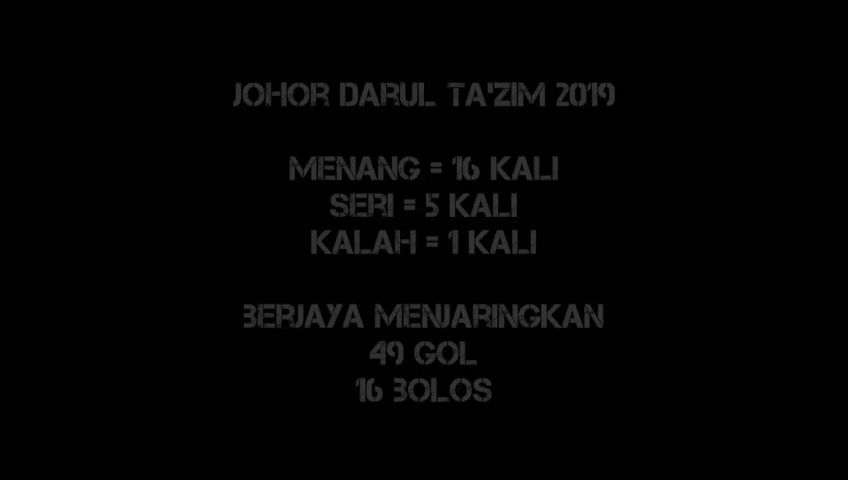 JOHOR DARUL TA'ZIM 2019
MENANG = 16 KALI
SERI = 5 KALI
KALAH = 1 KALI
BERJAYA MENJARINGKAN
49 GOL
16 BOLOS